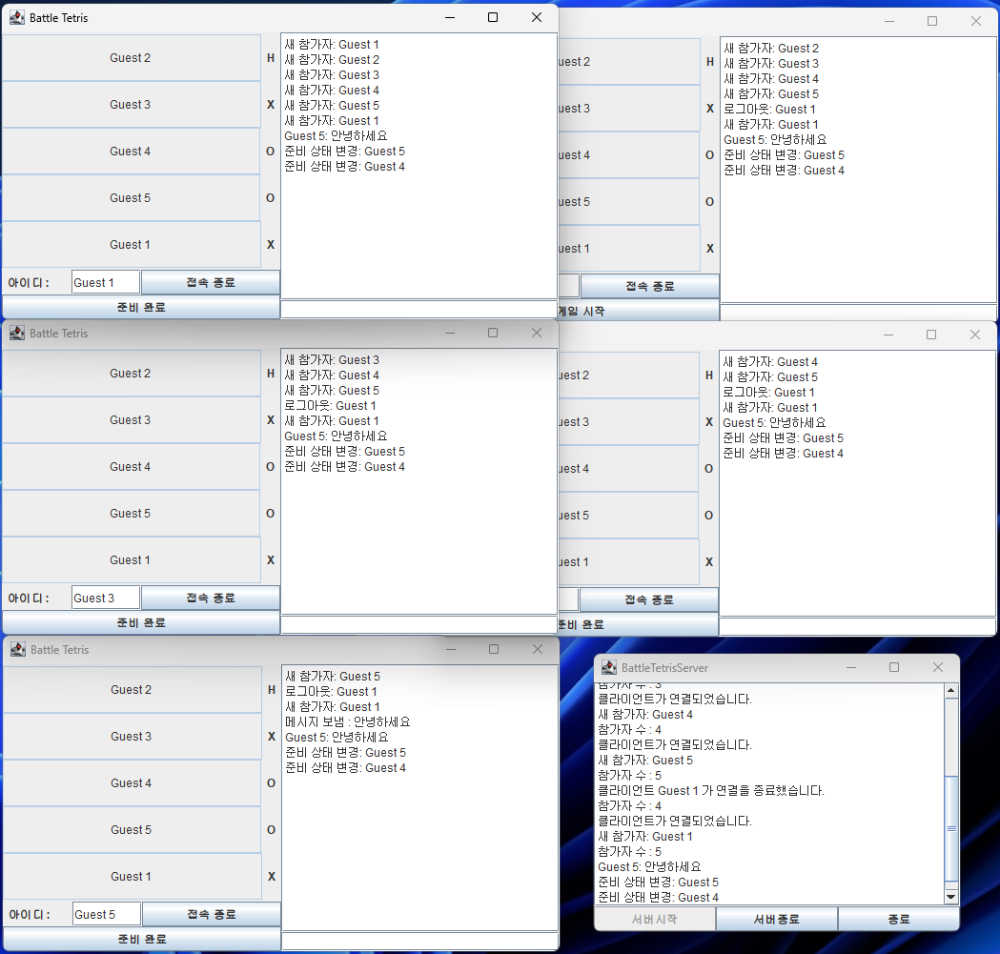 Battle Tetris
Guest 2
H
Guest 3
X
Guest 4
O
Guest 5
O
Guest 1
X
아이디 :
Guest 1
접속 종료
준비 완료
새 참가자: Guest 1
새 참가자: Guest 2
새 참가자: Guest 3
새 참가자: Guest 4
새 참가자: Guest 5
새 참가자: Guest 1
Guest 5: 안녕하세요
준비 상태 변경: Guest 5
준비 상태 변경: Guest 4
uest 2
H
uest 3
X
uest 4
O
uest 5
O
uest 1
X
접속 종료
게임 시작
새 참가자: Guest 2
새 참가자: Guest 3
새 참가자: Guest 4
새 참가자: Guest 5
로그아웃: Guest 1
새 참가자: Guest 1
Guest 5: 안녕하세요
준비 상태 변경: Guest 5
준비 상태 변경: Guest 4
Battle Tetris
Guest 2
H
Guest 3
X
Guest 4
O
Guest 5
O
Guest 1
X
아이디 :
Guest 3
접속 종료
준비 완료
새 참가자: Guest 3
새 참가자: Guest 4
새 참가자: Guest 5
로그아웃: Guest 1
새 참가자: Guest 1
Guest 5: 안녕하세요
준비 상태 변경: Guest 5
준비 상태 변경: Guest 4
uest 2
H
uest 3
X
uest 4
O
uest 5
O
uest 1
X
접속 종료
준비 완료
새 참가자: Guest 4
새 참가자: Guest 5
로그아웃: Guest 1
새 참가자: Guest 1
Guest 5: 안녕하세요
준비 상태 변경: Guest 5
준비 상태 변경: Guest 4
Battle Tetris
Guest 2
H
Guest 3
X
Guest 4
O
Guest 5
O
Guest 1
X
아이디 :
Guest 5
접속 종료
준비 완료
새 참가자: Guest 5
로그아웃: Guest 1
새 참가자: Guest 1
메시지 보냄 : 안녕하세요
Guest 5: 안녕하세요
준비 상태 변경: Guest 5
준비 상태 변경: Guest 4
BattleTetrisServer
참가자 수 : 3
클라이언트가 연결되었습니다.
새 참가자: Guest 4
참가자 수 : 4
클라이언트가 연결되었습니다.
새 참가자: Guest 5
참가자 수 : 5
클라이언트 Guest 1 가 연결을 종료했습니다.
참가자 수 : 4
클라이언트가 연결되었습니다.
새 참가자: Guest 1
참가자 수 : 5
Guest 5: 안녕하세요
준비 상태 변경: Guest 5
준비 상태 변경: Guest 4
서버시작
서버종료
종료